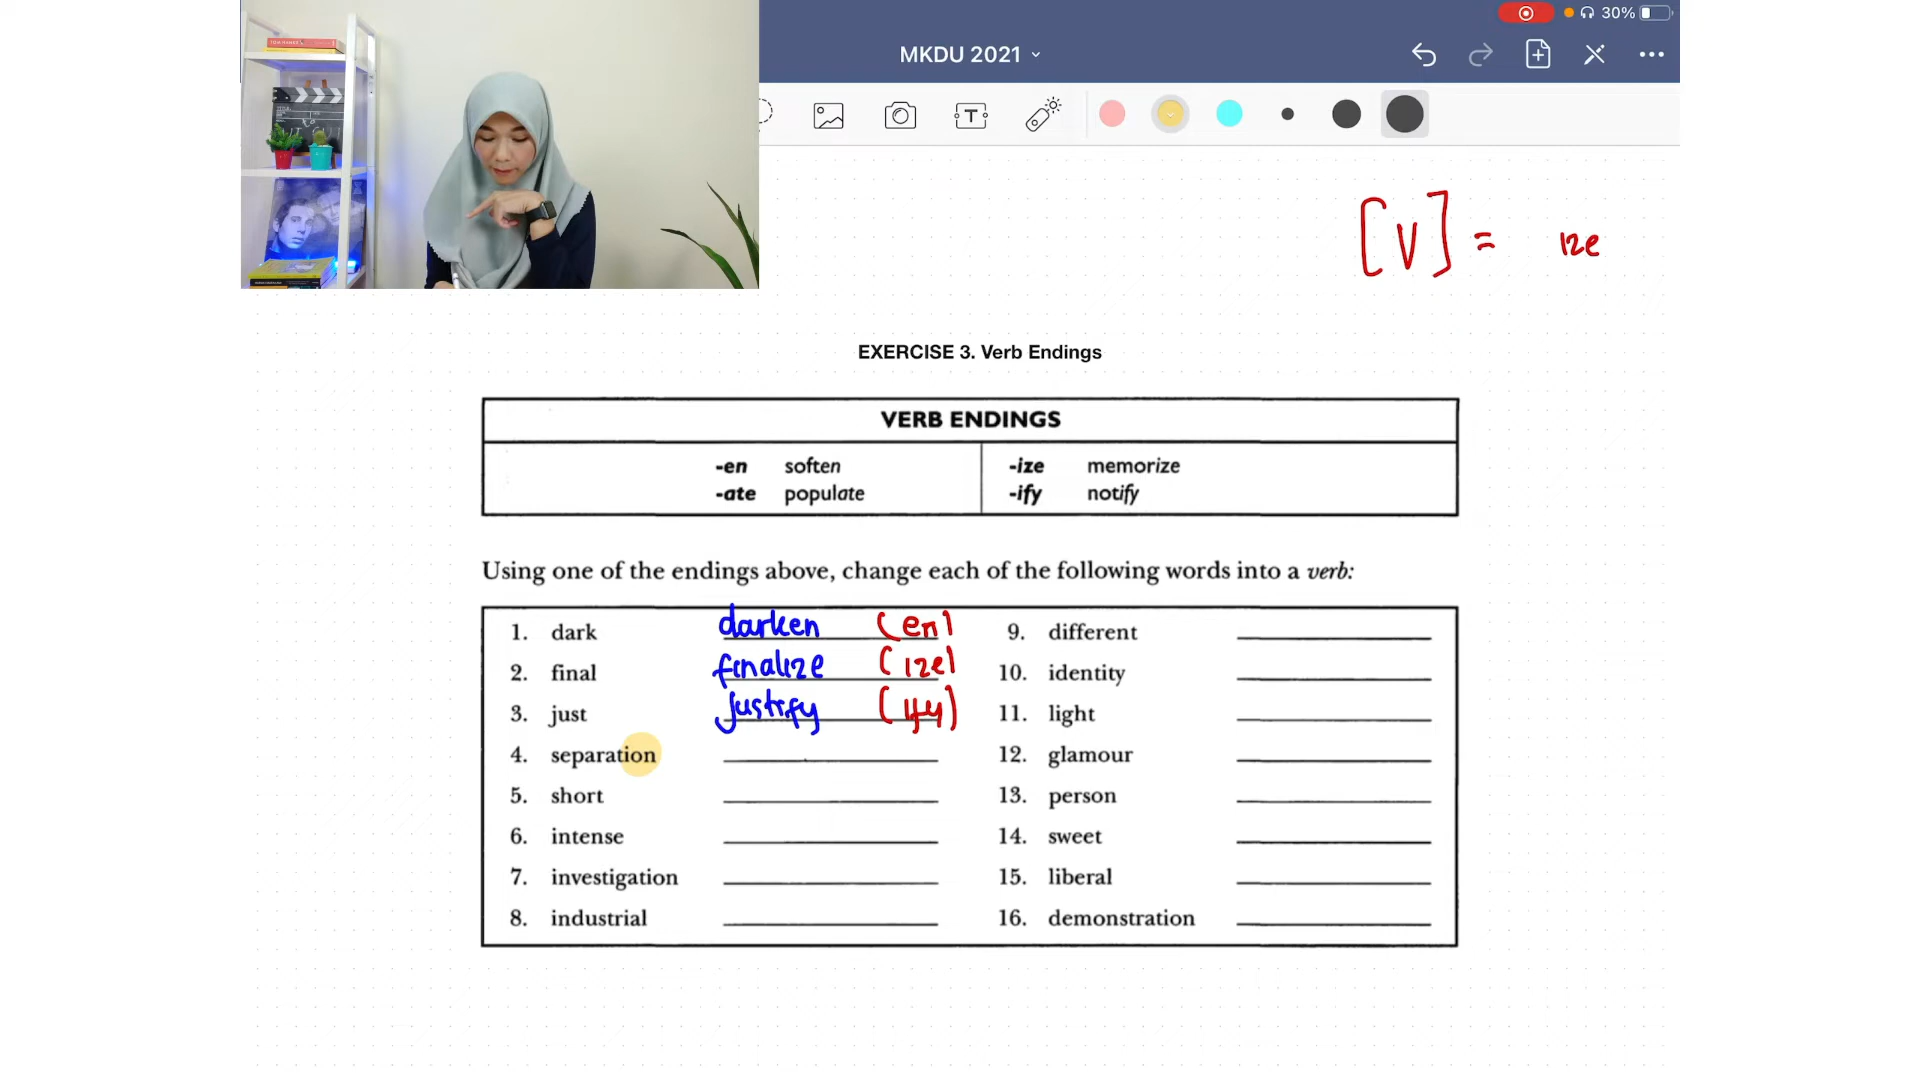 30%
MKDU 2021
[V] = ize
EXERCISE 3. Verb Endings
VERB ENDINGS
-en soften -ize memorize
-ate populate -ify notify
Using one of the endings above, change each of the following words into a verb:
1. dark darken (en) 9. different
2. final finalize (ize) 10. identity
3. just justify (ify) 11. light
4. separation 12. glamour
5. short 13. person
6. intense 14. sweet
7. investigation 15. liberal
8. industrial 16. demonstration